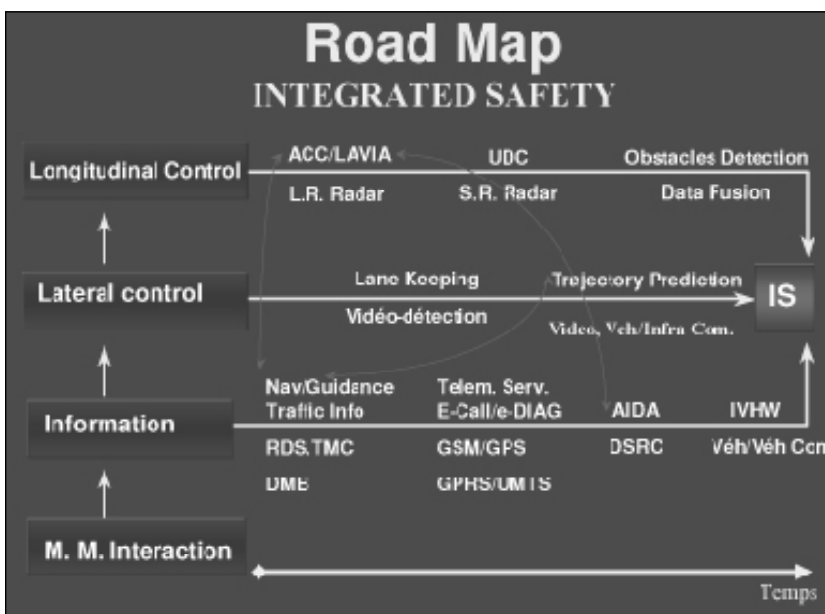 Road Map
INTEGRATED SAFETY
Longitudinal Control
ACC/LAVIA
UDC
Obstacles Detection
L.R. Radar
S.R. Radar
Data Fusion
Lateral control
Lane Keeping
Trajectory Prediction
IS
Vidéo-détection
Video, Veh/Infra Com.
Information
Nav/Guidance
Traffic Info
Telem. Serv.
E-Call/e-DIAG
AIDA
IVHW
RDS.TMC
GSM/GPS
DSRC
Véh/Véh Con
DMB
GPRS/UMTS
M. M. Interaction
Temps